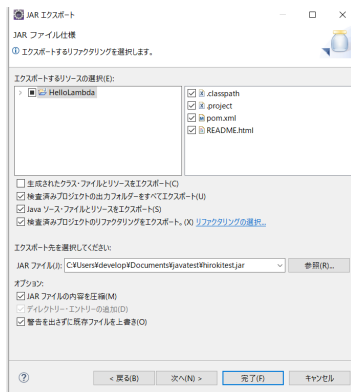 JAR エクスポート
JAR ファイル仕様
エクスポートするリファクタリングを選択します。
エクスポートするリソースの選択(E):
HelloLambda
.classpath
.project
pom.xml
README.html
生成されたクラス・ファイルとリソースをエクスポート(C)
検査済みプロジェクトの出力フォルダーをすべてエクスポート(U)
Java ソース・ファイルとリソースをエクスポート(S)
検査済みプロジェクトのリファクタリングをエクスポート。(X) リファクタリングの選択...
エクスポート先を選択してください:
JAR ファイル(J): C:¥Users¥develop¥Documents¥javatest¥hirokitest.jar 参照(R)...
オプション:
JAR ファイルの内容を圧縮(M)
ディレクトリー・エントリーの追加(D)
警告を出さずに既存ファイルを上書き(O)
< 戻る(B) 次へ(N) > 完了(F) キャンセル